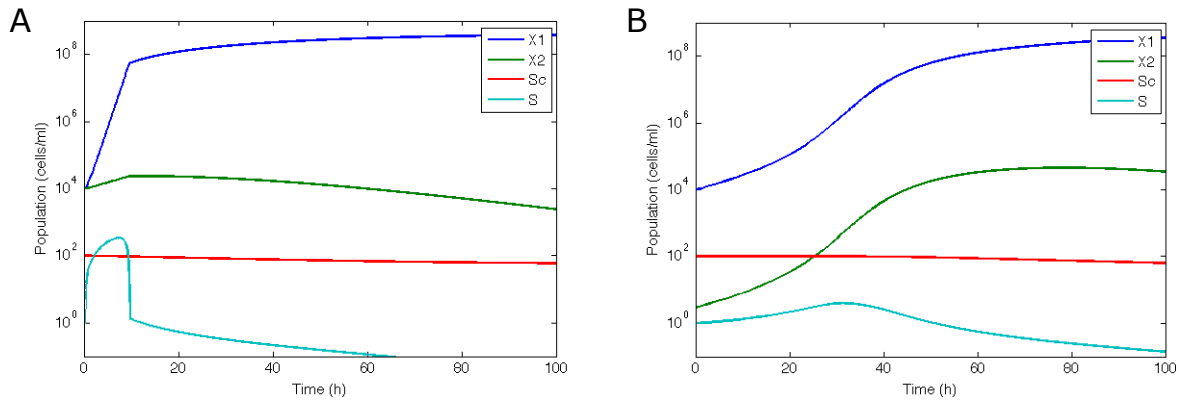 A
Population (cells/ml)
10^8
10^6
10^4
10^2
10^0
0 20 40 60 80 100
Time (h)
X1
X2
Sc
S
B
Population (cells/ml)
10^8
10^6
10^4
10^2
10^0
0 20 40 60 80 100
Time (h)
X1
X2
Sc
S